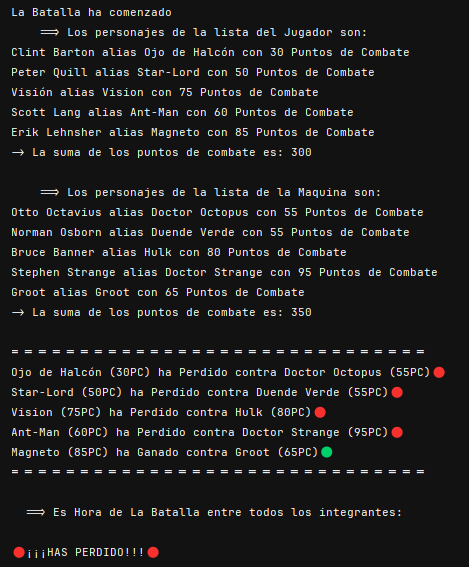 La Batalla ha comenzado
==> Los personajes de la lista del Jugador son:
Clint Barton alias Ojo de Halcón con 30 Puntos de Combate
Peter Quill alias Star-Lord con 50 Puntos de Combate
Visión alias Vision con 75 Puntos de Combate
Scott Lang alias Ant-Man con 60 Puntos de Combate
Erik Lehnsher alias Magneto con 85 Puntos de Combate
-> La suma de los puntos de combate es: 300
==> Los personajes de la lista de la Maquina son:
Otto Octavius alias Doctor Octopus con 55 Puntos de Combate
Norman Osborn alias Duende Verde con 55 Puntos de Combate
Bruce Banner alias Hulk con 80 Puntos de Combate
Stephen Strange alias Doctor Strange con 95 Puntos de Combate
Groot alias Groot con 65 Puntos de Combate
-> La suma de los puntos de combate es: 350
= = = = = = = = = = = = = = = = = = = = = = = = = = = = = = =
Ojo de Halcón (30PC) ha Perdido contra Doctor Octopus (55PC)🔴
Star-Lord (50PC) ha Perdido contra Duende Verde (55PC)🔴
Vision (75PC) ha Perdido contra Hulk (80PC)🔴
Ant-Man (60PC) ha Perdido contra Doctor Strange (95PC)🔴
Magneto (85PC) ha Ganado contra Groot (65PC)🟢
= = = = = = = = = = = = = = = = = = = = = = = = = = = = = = =
==> Es Hora de La Batalla entre todos los integrantes:
🔴¡¡¡HAS PERDIDO!!!🔴